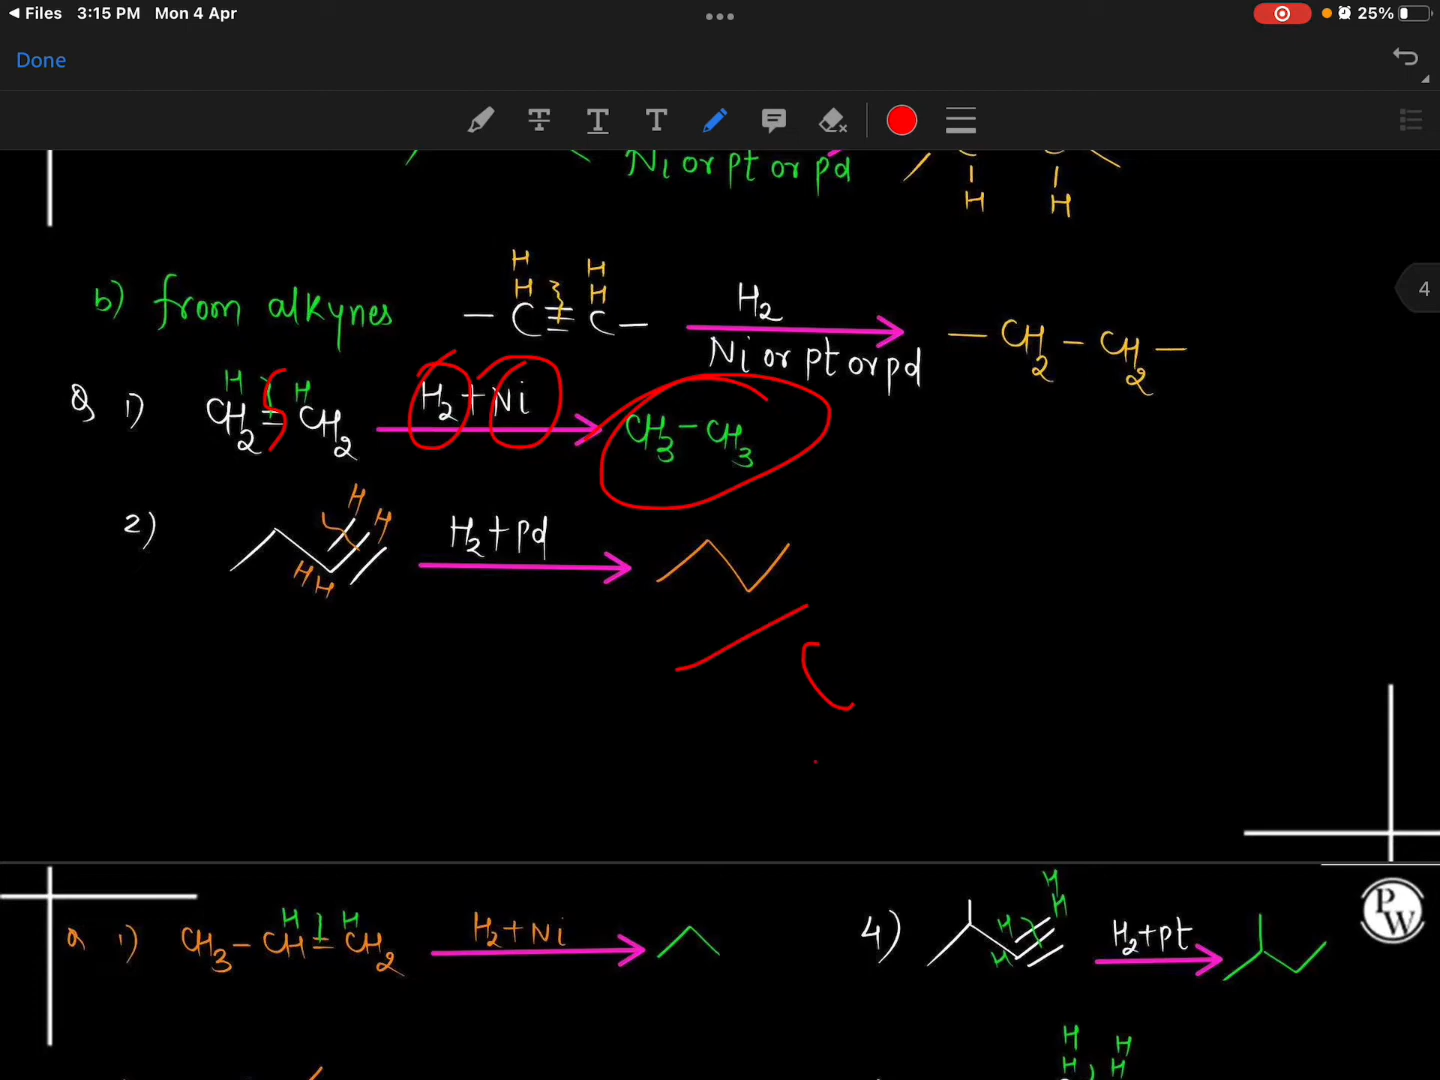 Files 3:15 PM Mon 4 Apr 25%
Done
Ni or pt or pd
H H
H H
H H
b) from alkynes - C ≡ C - H2 - CH2 - CH2 -
Ni or pt or pd
H H
Q 1) CH2 = CH2 H2 + Ni CH3 - CH3
H H
2) H2 + pd
H H
4
PW
H H H H
Q 1) CH3 - CH = CH2 H2 + Ni 4) H2 + pt
H H
H H
H H